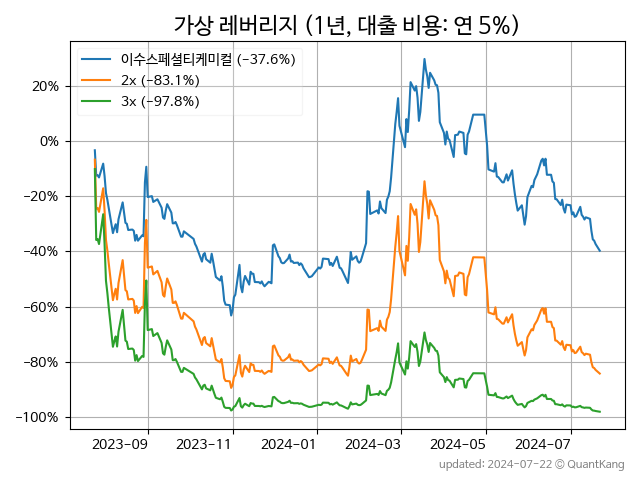 가상 레버리지 (1년, 대출 비용: 연 5%)
이수스페셜티케미컬 (−37.6%)
2x (−83.1%)
3x (−97.8%)
20%
0%
−20%
−40%
−60%
−80%
−100%
2023-09 2023-11 2024-01 2024-03 2024-05 2024-07
updated: 2024-07-22 © QuantKang